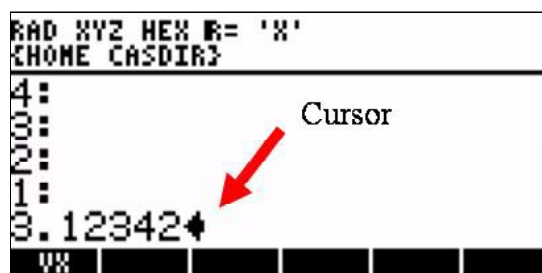 RAD XYZ HEX R= 'X'
{HOME CASDIR}
4:
3:
Cursor
2:
1:
3.12342
VX